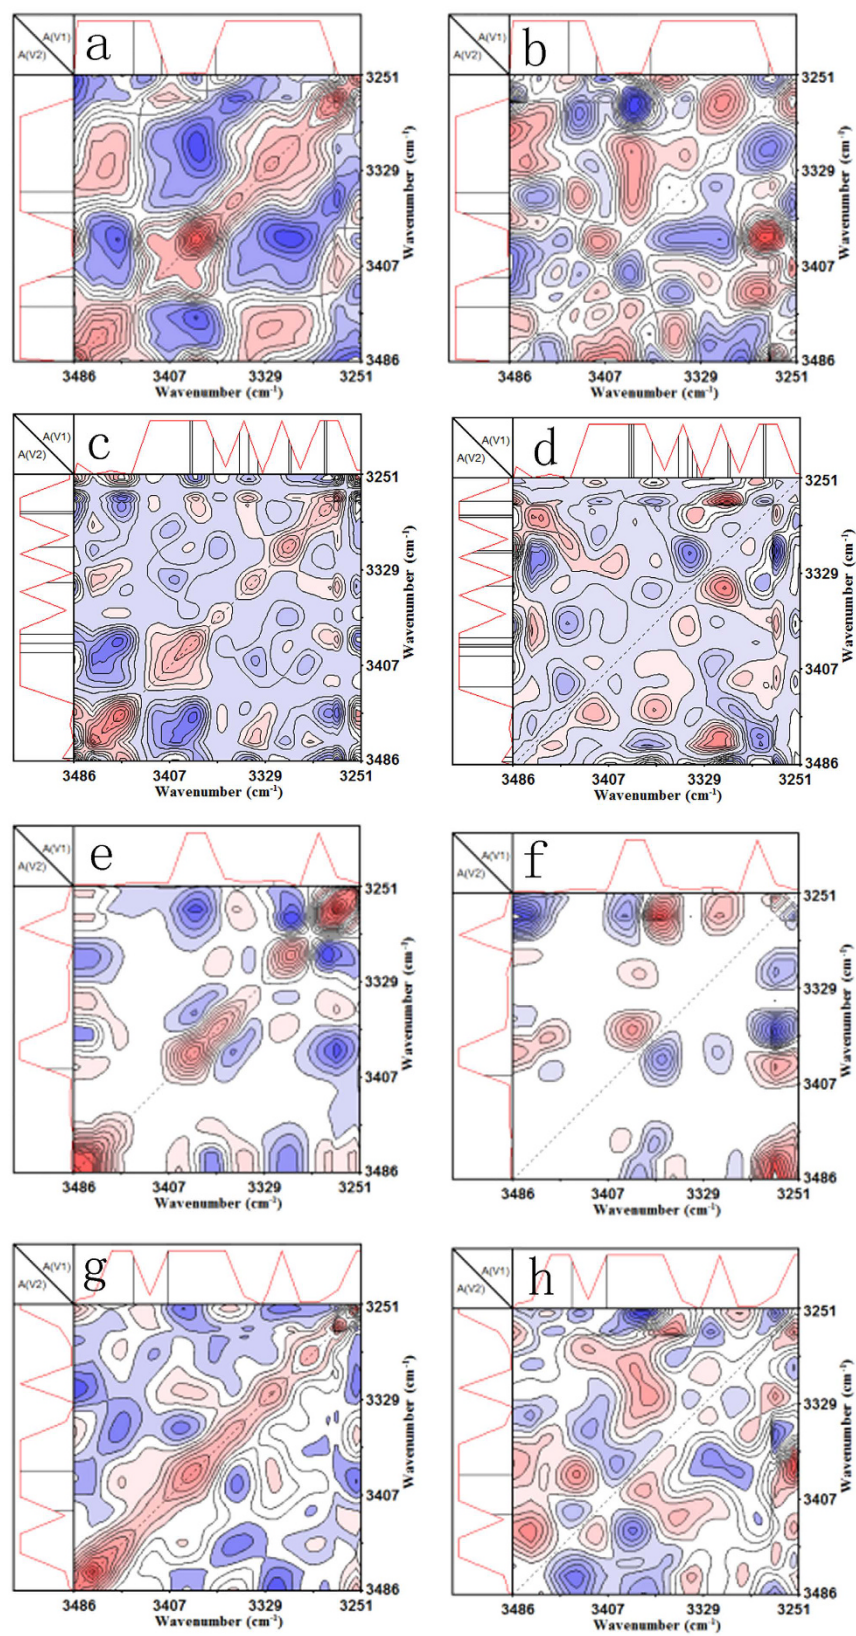 A(V1)
A(V2)
a
3251
3329
3407
3486
Wavenumber (cm-1)
3486 3407 3329 3251
Wavenumber (cm-1)
A(V1)
A(V2)
b
3251
3329
3407
3486
Wavenumber (cm-1)
3486 3407 3329 3251
Wavenumber (cm-1)
A(V1)
A(V2)
c
3251
3329
3407
3486
Wavenumber (cm-1)
3486 3407 3329 3251
Wavenumber (cm-1)
A(V1)
A(V2)
d
3251
3329
3407
3486
Wavenumber (cm-1)
3486 3407 3329 3251
Wavenumber (cm-1)
A(V1)
A(V2)
e
3251
3329
3407
3486
Wavenumber (cm-1)
3486 3407 3329 3251
Wavenumber (cm-1)
A(V1)
A(V2)
f
3251
3329
3407
3486
Wavenumber (cm-1)
3486 3407 3329 3251
Wavenumber (cm-1)
A(V1)
A(V2)
g
3251
3329
3407
3486
Wavenumber (cm-1)
3486 3407 3329 3251
Wavenumber (cm-1)
A(V1)
A(V2)
h
3251
3329
3407
3486
Wavenumber (cm-1)
3486 3407 3329 3251
Wavenumber (cm-1)